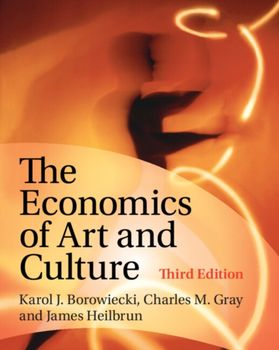 The
Economics
of Art and
Culture
Third Edition
Karol J. Borowiecki, Charles M. Gray
and James Heilbrun